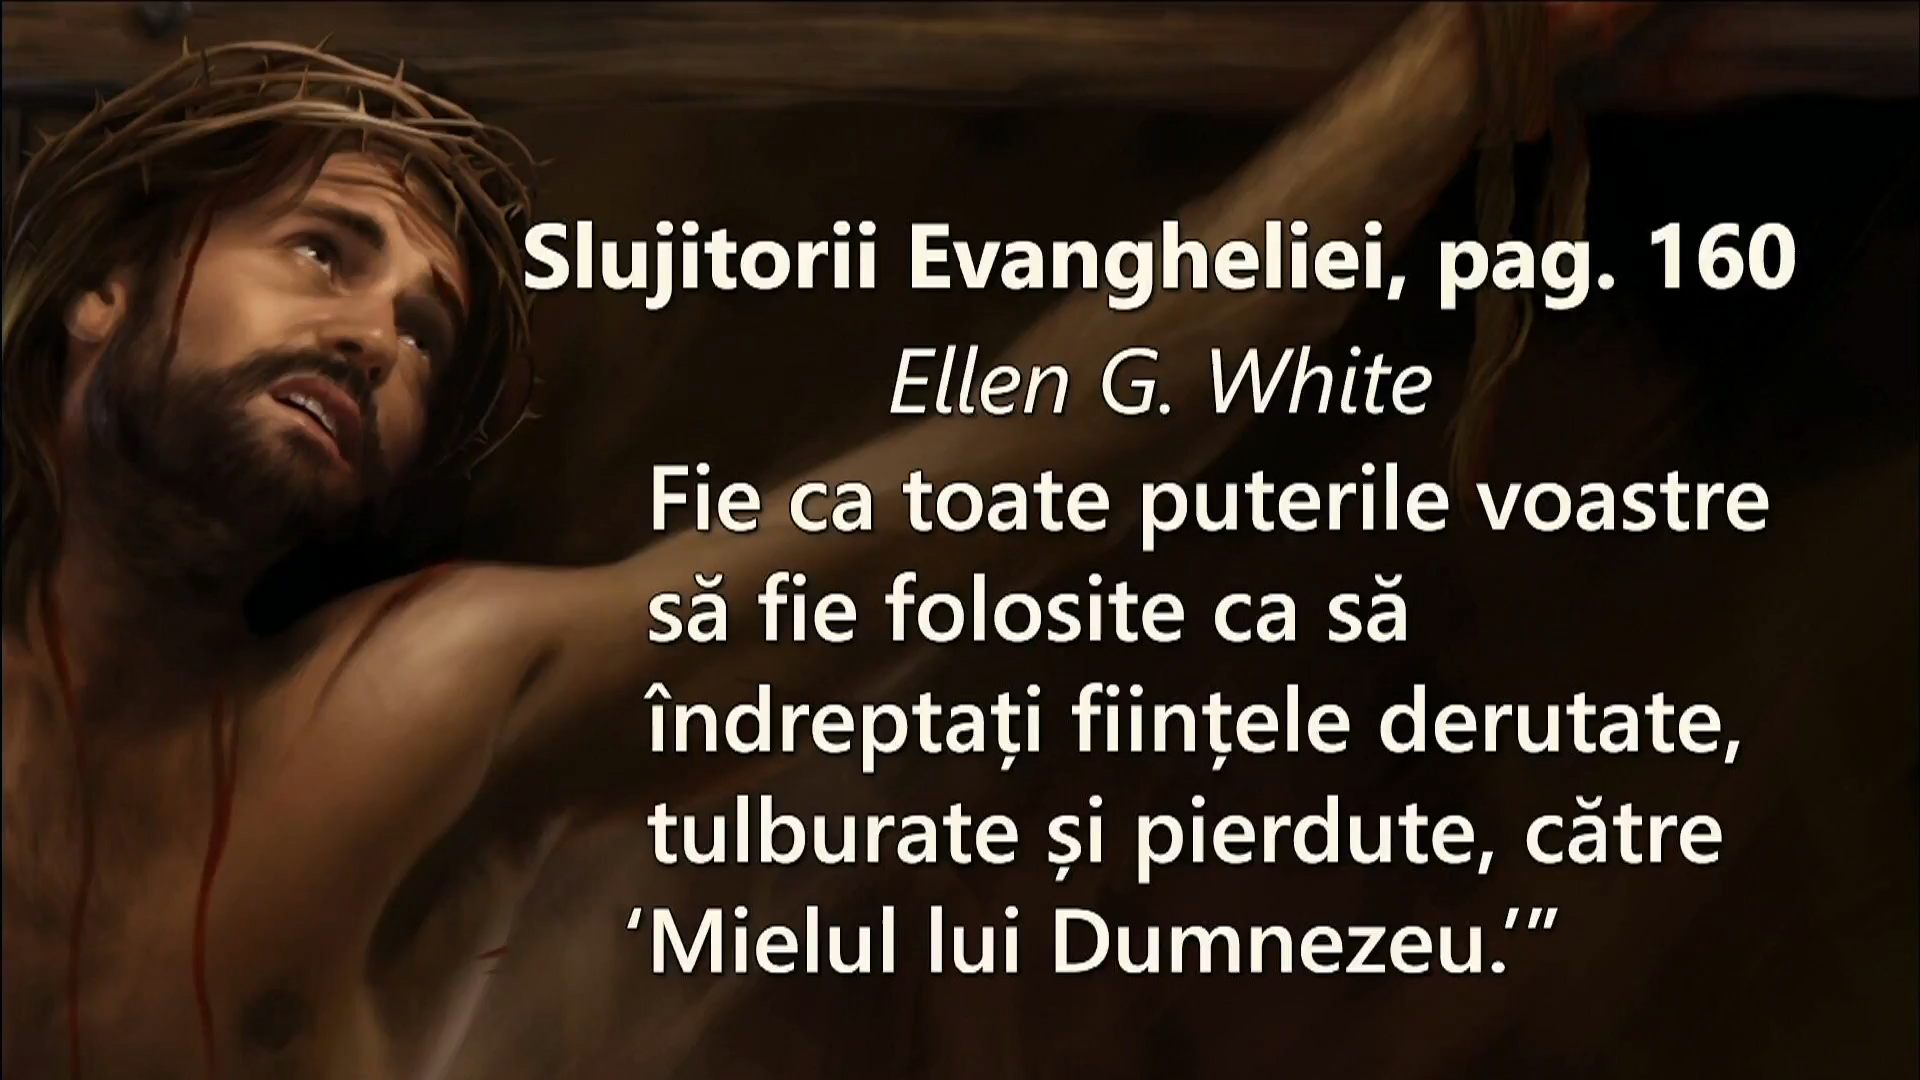 Slujitorii Evangheliei, pag. 160
Ellen G. White
Fie ca toate puterile voastre
să fie folosite ca să
îndreptați ființele derutate,
tulburate și pierdute, către
‘Mielul lui Dumnezeu.’”